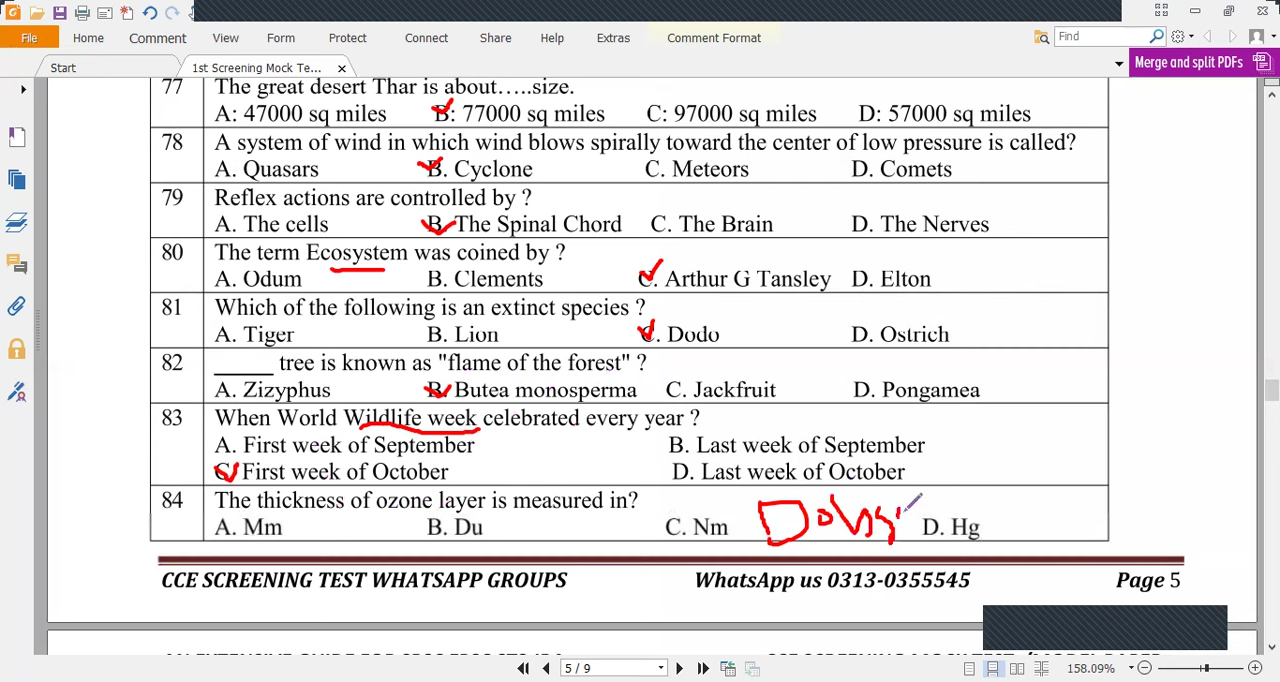 File Home Comment View Form Protect Connect Share Help Extras Comment Format Find
Start 1st Screening Mock Te... Merge and split PDFs
77 The great desert Thar is about…..size.
A: 47000 sq miles B: 77000 sq miles C: 97000 sq miles D: 57000 sq miles
78 A system of wind in which wind blows spirally toward the center of low pressure is called?
A. Quasars B. Cyclone C. Meteors D. Comets
79 Reflex actions are controlled by ?
A. The cells B. The Spinal Chord C. The Brain D. The Nerves
80 The term Ecosystem was coined by ?
A. Odum B. Clements C. Arthur G Tansley D. Elton
81 Which of the following is an extinct species ?
A. Tiger B. Lion C. Dodo D. Ostrich
82 _____ tree is known as "flame of the forest" ?
A. Zizyphus B. Butea monosperma C. Jackfruit D. Pongamea
83 When World Wildlife week celebrated every year ?
A. First week of September B. Last week of September
C. First week of October D. Last week of October
84 The thickness of ozone layer is measured in?
A. Mm B. Du C. Nm D. Hg
CCE SCREENING TEST WHATSAPP GROUPS WhatsApp us 0313-0355545 Page 5
5 / 9 158.09%